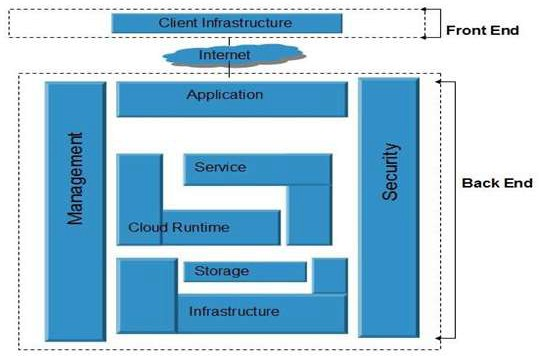 Client Infrastructure
Front End
Internet
Application
Management
Security
Service
Back End
Cloud Runtime
Storage
Infrastructure